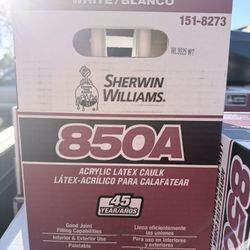 WHITE/BLANCO
151-8273
SHERWIN
WILLIAMS.
850A
ACRYLIC LATEX CAULK
LÁTEX-ACRÍLICO PARA CALAFATEAR
45
YEAR/AÑOS
Good Joint
Filling Capabilities
Interior & Exterior Use
Paintable
Llena eficientemente
las uniones
Para uso en interiores
y exteriores